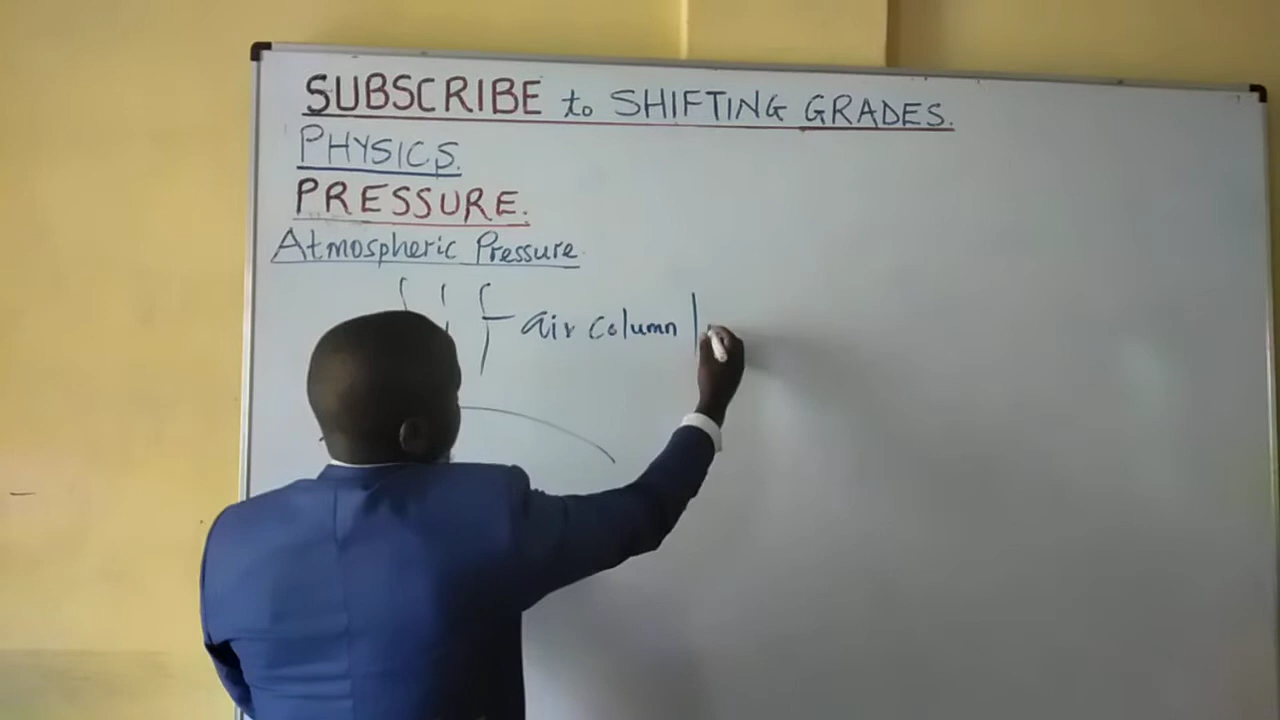 SUBSCRIBE to SHIFTING GRADES.
PHYSICS.
PRESSURE.
Atmospheric Pressure
air column